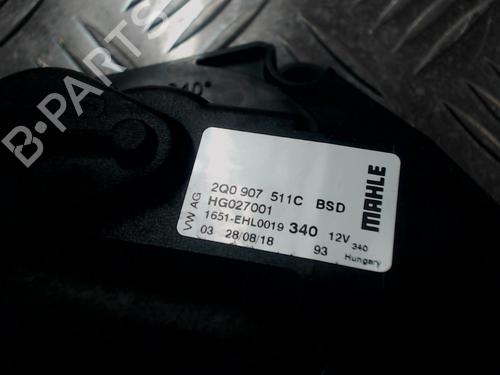 B·PARTS
340°
VW AG
2Q0 907 511C BSD
HG027001
1651-EHL0019 340 12V 340
03 28/08/18 93 Hungary
MAHLE